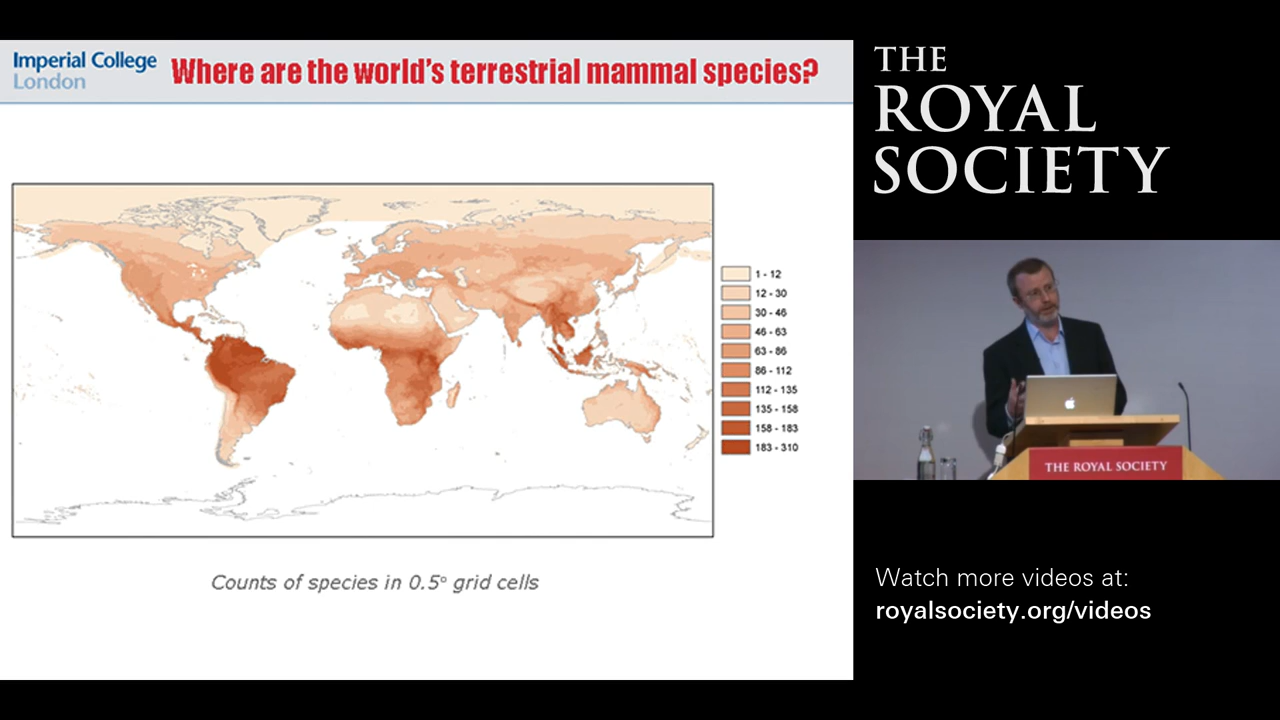 Imperial College
London
Where are the world's terrestrial mammal species?
1 - 12
12 - 30
30 - 46
46 - 63
63 - 86
86 - 112
112 - 135
135 - 158
158 - 183
183 - 310
Counts of species in 0.5° grid cells
THE
ROYAL
SOCIETY
THE ROYAL SOCIETY
Watch more videos at:
royalsociety.org/videos